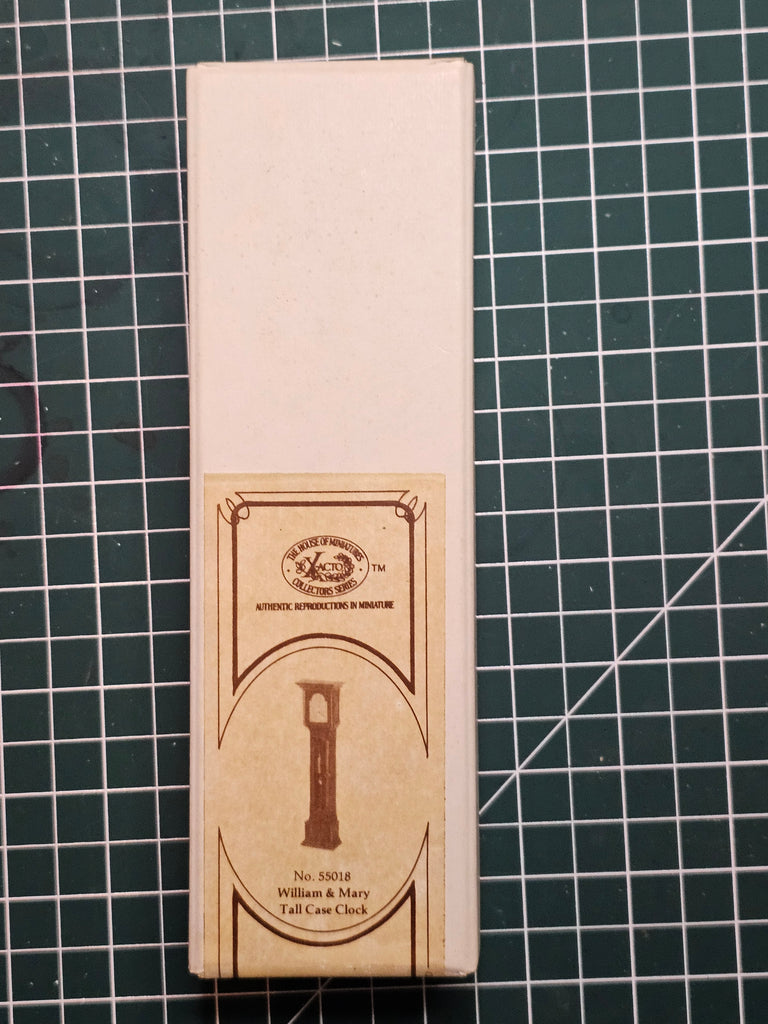 THE HOUSE OF MINIATURES
X-ACTO
COLLECTORS SERIES
TM
AUTHENTIC REPRODUCTIONS IN MINIATURE
No. 55018
William & Mary
Tall Case Clock